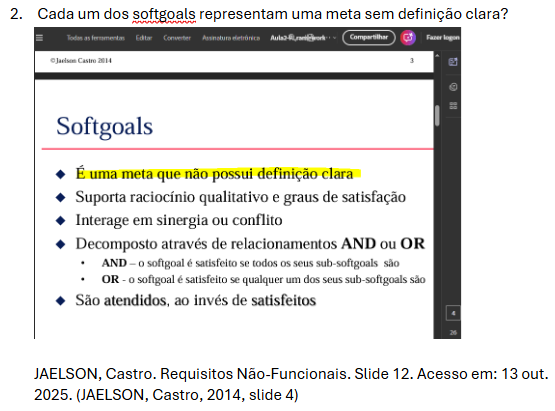 2. Cada um dos softgoals representam uma meta sem definição clara?
Todas as ferramentas Editar Converter Assinatura eletrônica Compartilhar Fazer logon
©Jaelson Castro 2014 3
Softgoals
◆ É uma meta que não possui definição clara
◆ Suporta raciocínio qualitativo e graus de satisfação
◆ Interage em sinergia ou conflito
◆ Decomposto através de relacionamentos AND ou OR
• AND – o softgoal é satisfeito se todos os seus sub-softgoals são
• OR - o softgoal é satisfeito se qualquer um dos seus sub-softgoals são
◆ São atendidos, ao invés de satisfeitos
4
26
JAELSON, Castro. Requisitos Não-Funcionais. Slide 12. Acesso em: 13 out.
2025. (JAELSON, Castro, 2014, slide 4)